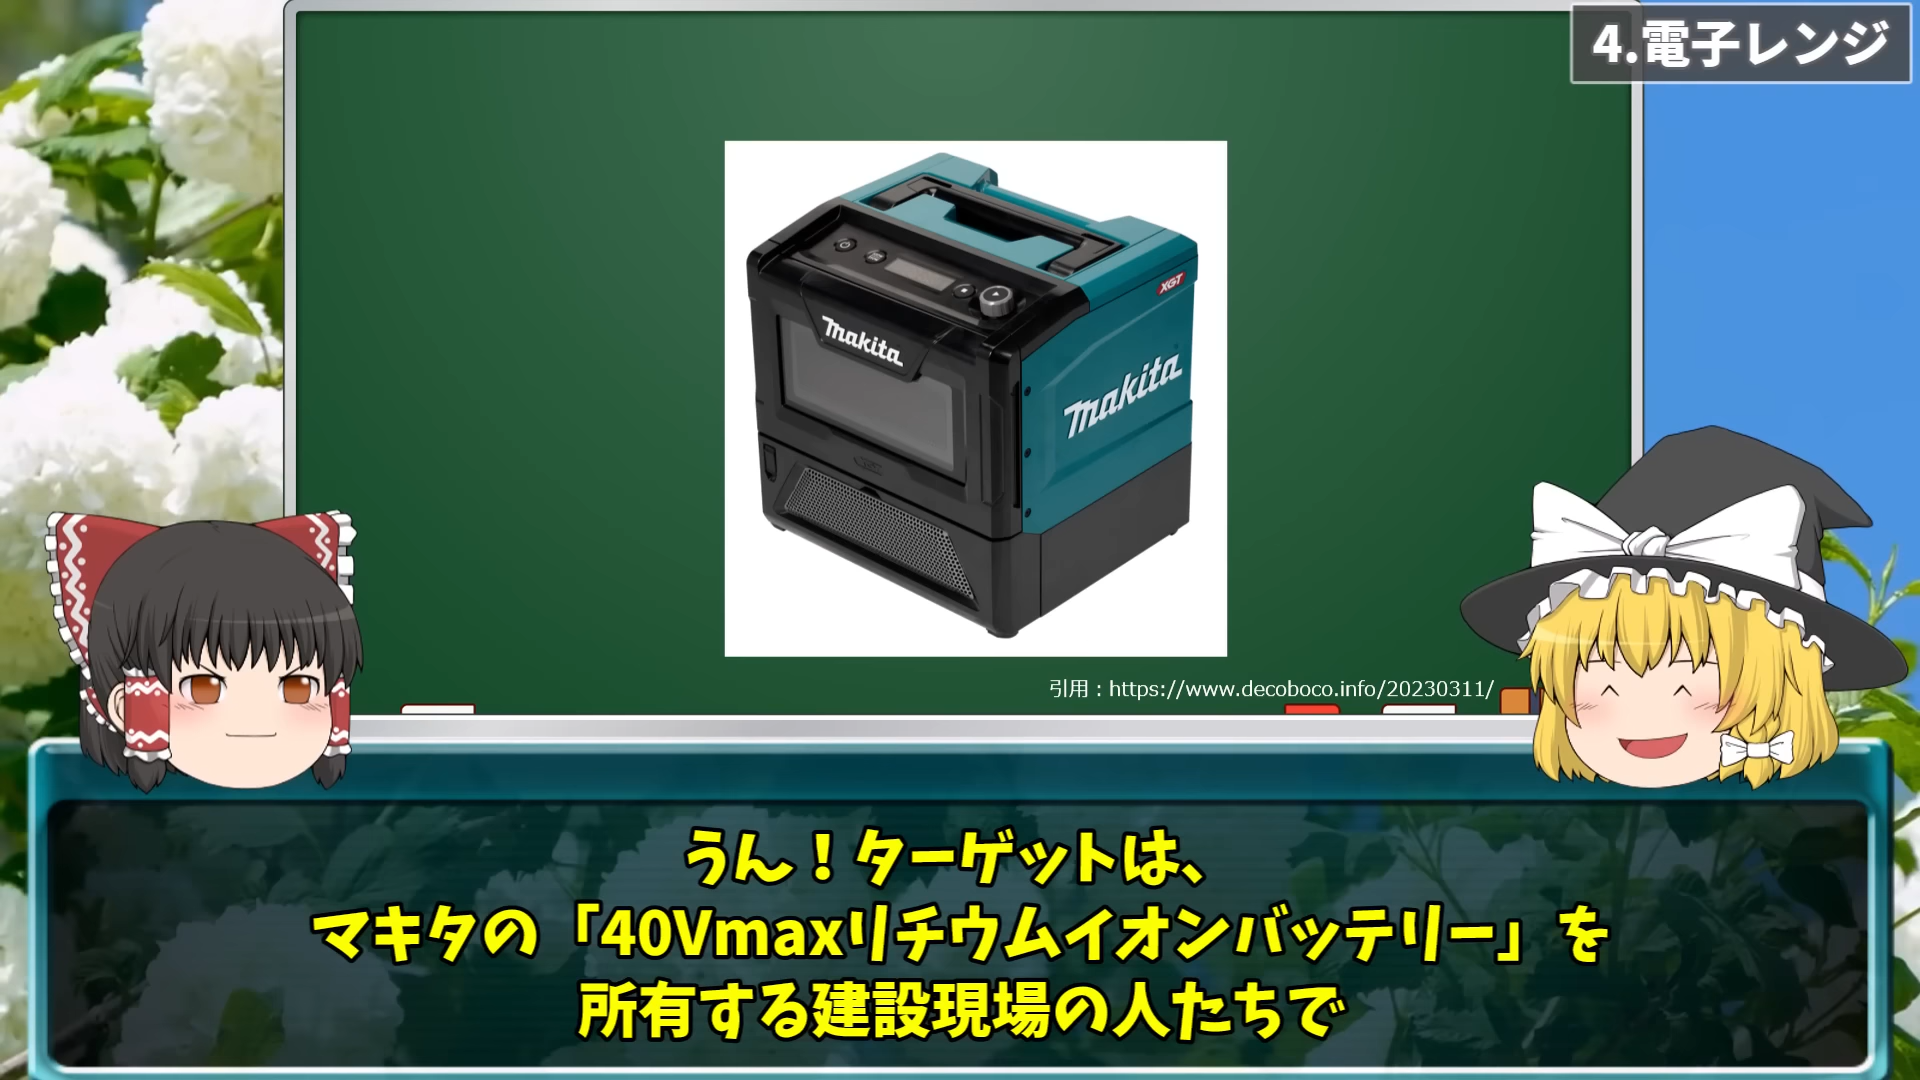 4.電子レンジ
XGT
makita
makita
引用：https://www.decoboco.info/20230311/
うん！ターゲットは、
マキタの「40Vmaxリチウムイオンバッテリー」を
所有する建設現場の人たちで